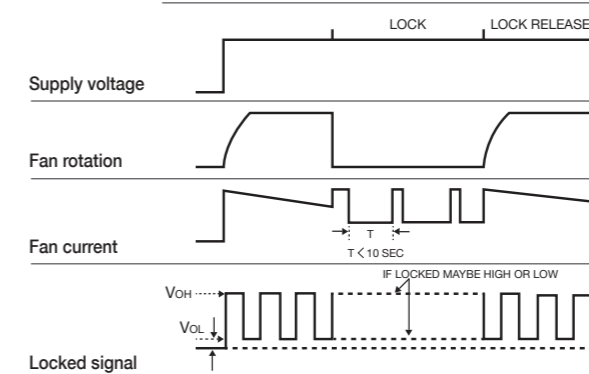 LOCK LOCK RELEASE
Supply voltage
Fan rotation
Fan current
T
T < 10 SEC
IF LOCKED MAYBE HIGH OR LOW
VOH
VOL
Locked signal